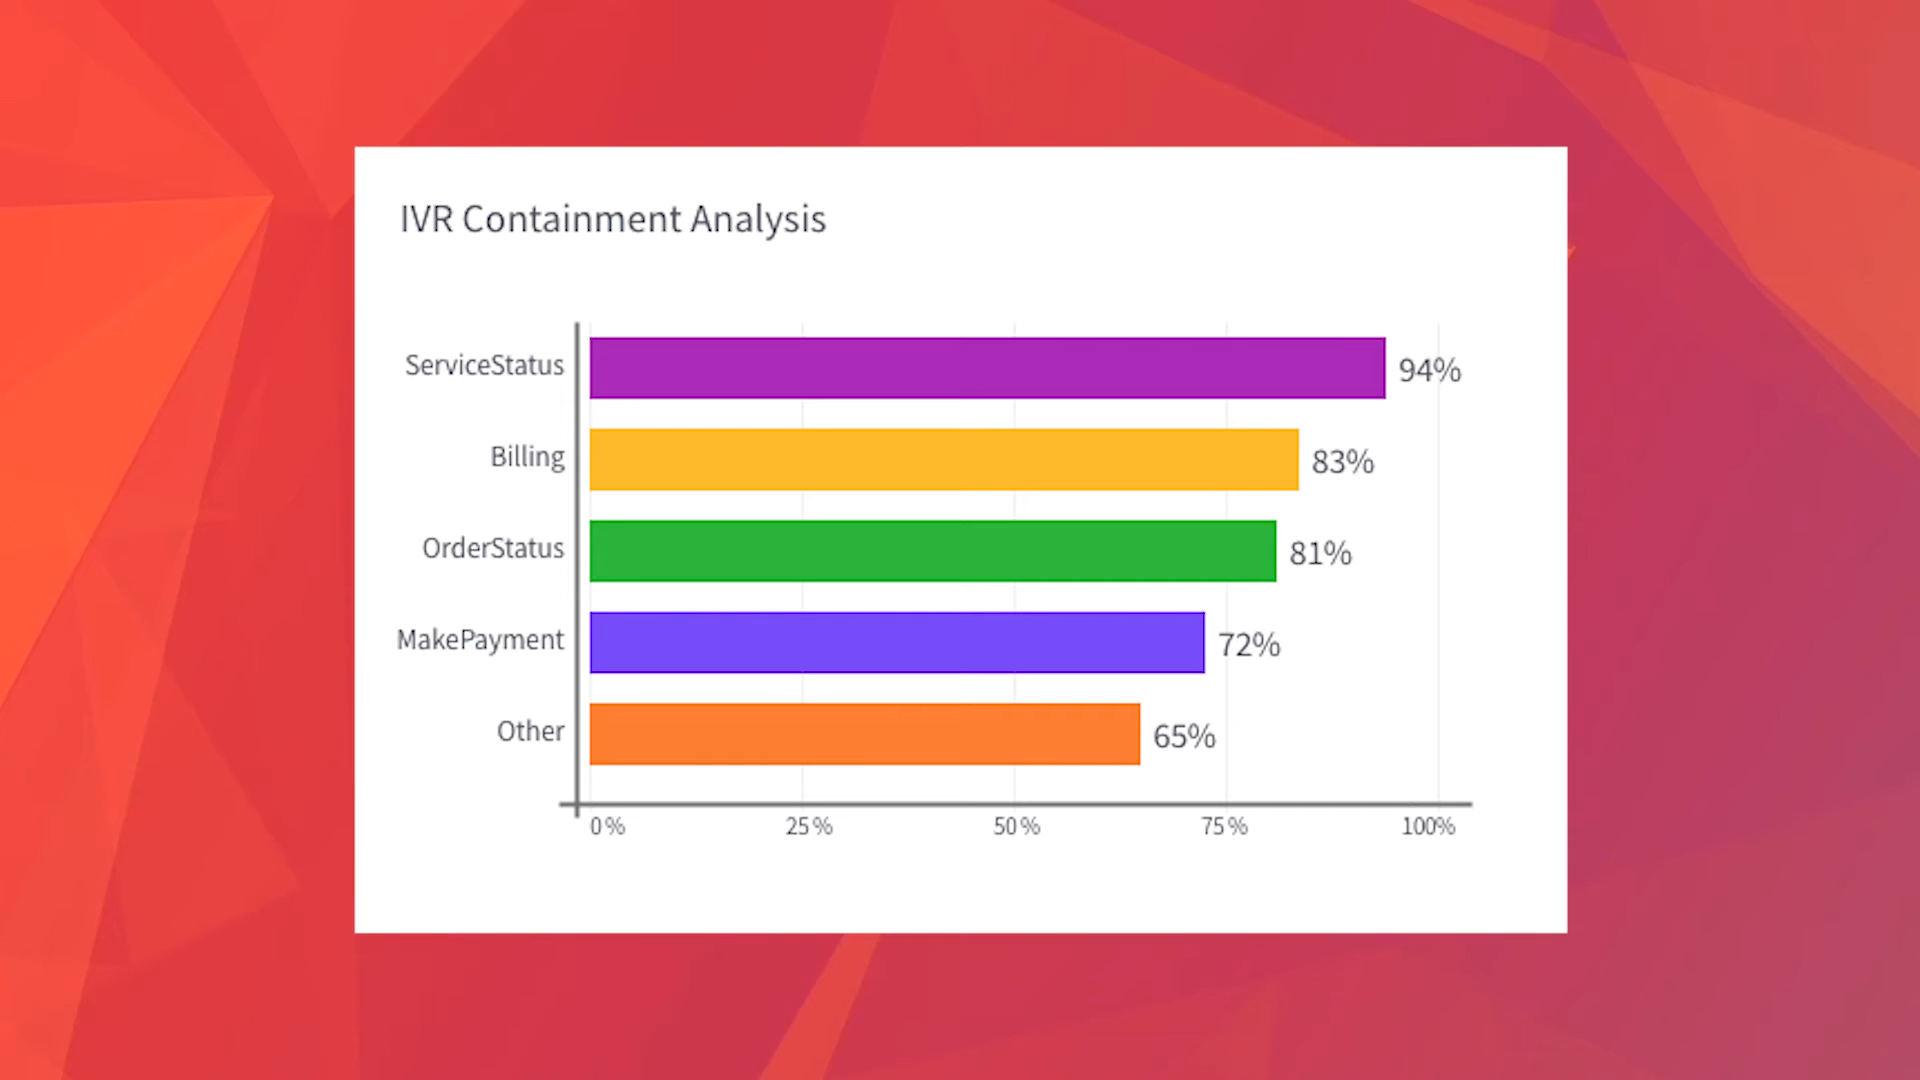 IVR Containment Analysis
ServiceStatus 94%
Billing 83%
OrderStatus 81%
MakePayment 72%
Other 65%
0% 25% 50% 75% 100%